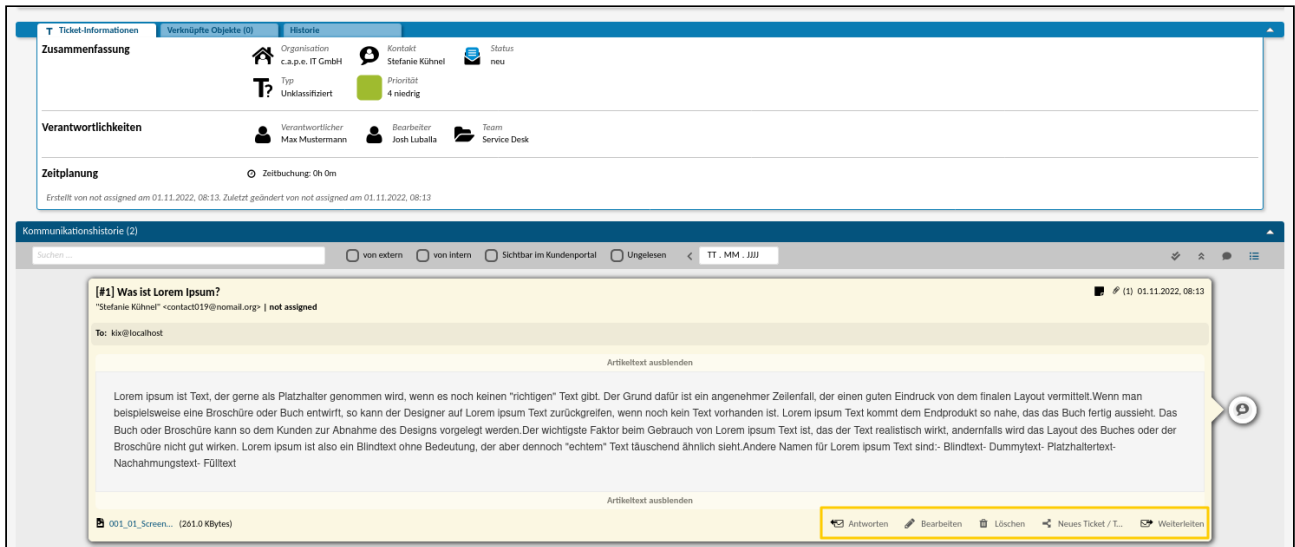 Ticket-Informationen Verknüpfte Objekte (0) Historie
Zusammenfassung
Organisation
c.a.p.e. IT GmbH
Kontakt
Stefanie Kühnel
Status
neu
T? Typ
Unklassifiziert
Priorität
4 niedrig
Verantwortlichkeiten
Verantwortlicher
Max Mustermann
Bearbeiter
Josh Luballa
Team
Service Desk
Zeitplanung Zeitbuchung: 0h 0m
Erstellt von not assigned am 01.11.2022, 08:13. Zuletzt geändert von not assigned am 01.11.2022, 08:13
Kommunikationshistorie (2)
Suchen ... von extern von intern Sichtbar im Kundenportal Ungelesen TT . MM . JJJJ
[#1] Was ist Lorem Ipsum? (1) 01.11.2022, 08:13
"Stefanie Kühnel" <contact019@nomail.org> | not assigned
To: kix@localhost
Artikeltext ausblenden
Lorem ipsum ist Text, der gerne als Platzhalter genommen wird, wenn es noch keinen "richtigen" Text gibt. Der Grund dafür ist ein angenehmer Zeilenfall, der einen guten Eindruck von dem finalen Layout vermittelt.Wenn man
beispielsweise eine Broschüre oder Buch entwirft, so kann der Designer auf Lorem ipsum Text zurückgreifen, wenn noch kein Text vorhanden ist. Lorem ipsum Text kommt dem Endprodukt so nahe, das das Buch fertig aussieht. Das
Buch oder Broschüre kann so dem Kunden zur Abnahme des Designs vorgelegt werden.Der wichtigste Faktor beim Gebrauch von Lorem ipsum Text ist, das der Text realistisch wirkt, andernfalls wird das Layout des Buches oder der
Broschüre nicht gut wirken. Lorem ipsum ist also ein Blindtext ohne Bedeutung, der aber dennoch "echtem" Text täuschend ähnlich sieht.Andere Namen für Lorem ipsum Text sind:- Blindtext- Dummytext- Platzhaltertext-
Nachahmungstext- Fülltext
Artikeltext ausblenden
001_01_Screen... (261.0 KBytes) Antworten Bearbeiten Löschen Neues Ticket / T... Weiterleiten